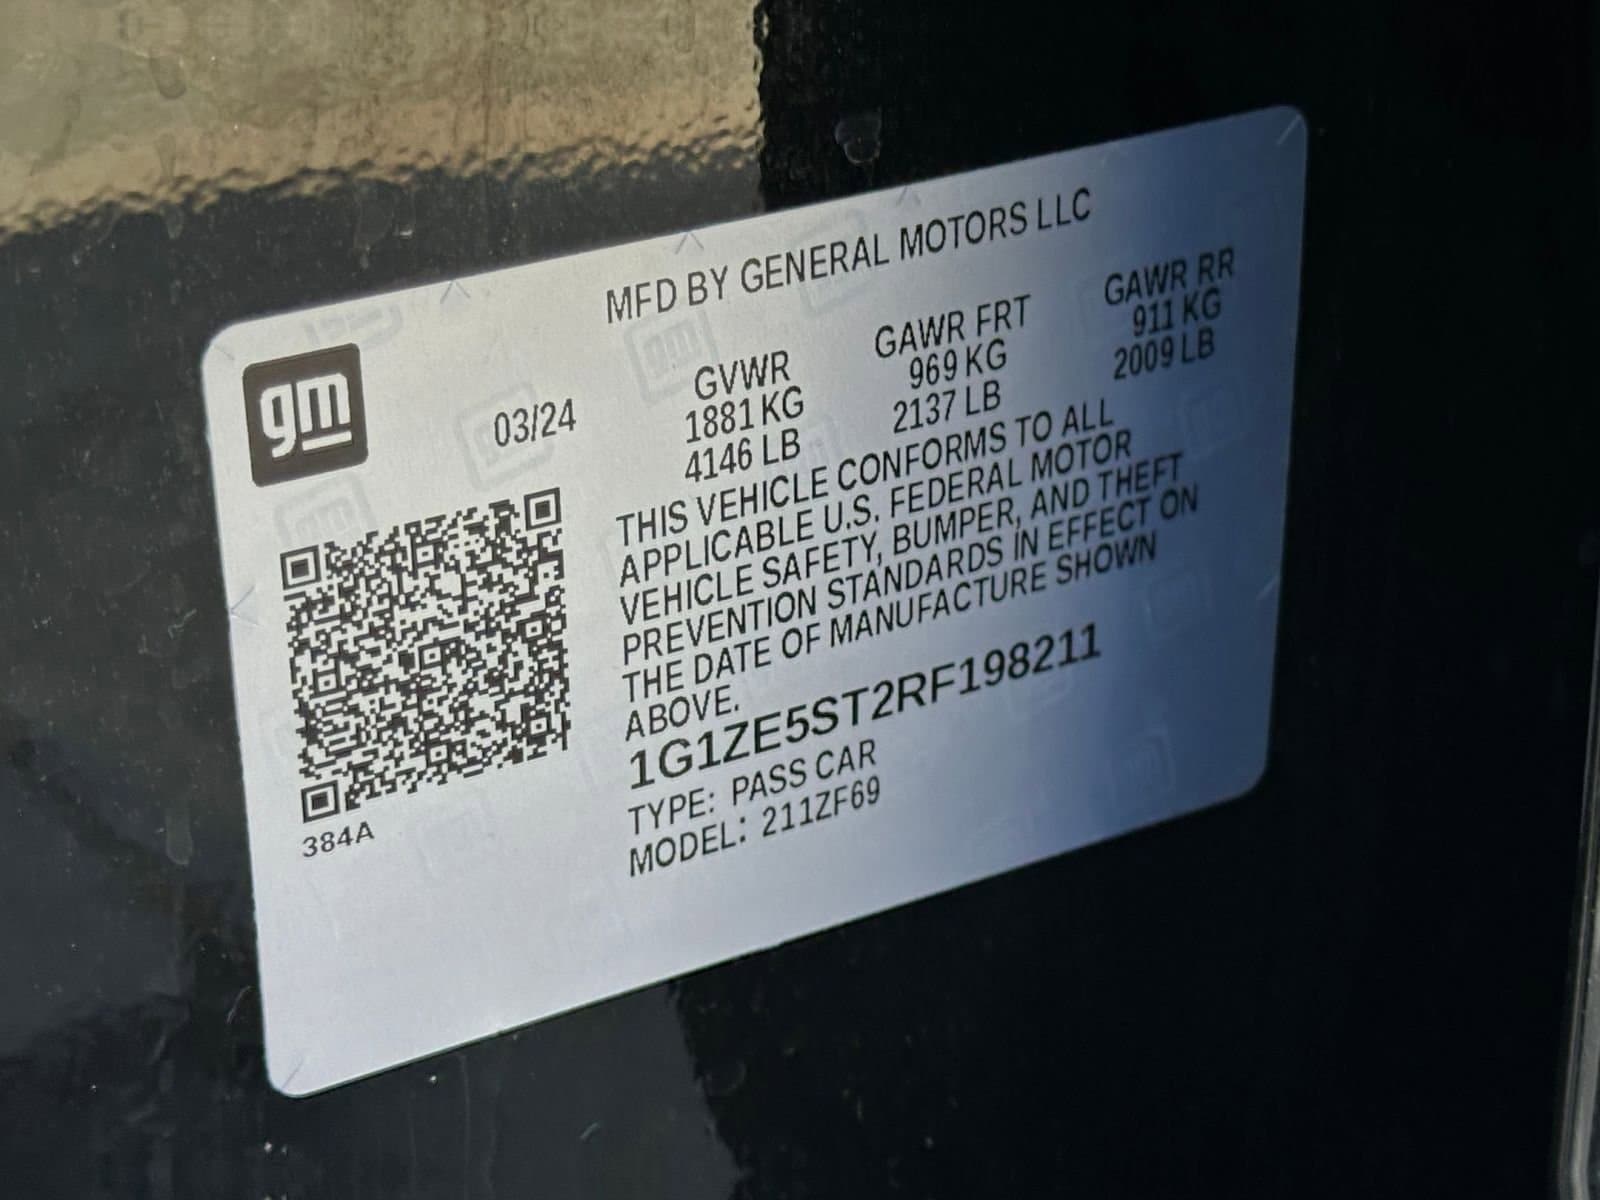 MFD BY GENERAL MOTORS LLC
gm
03/24
GVWR GAWR FRT GAWR RR
1881 KG 969 KG 911 KG
4146 LB 2137 LB 2009 LB
THIS VEHICLE CONFORMS TO ALL
APPLICABLE U.S. FEDERAL MOTOR
VEHICLE SAFETY, BUMPER, AND THEFT
PREVENTION STANDARDS IN EFFECT ON
THE DATE OF MANUFACTURE SHOWN
ABOVE.
1G1ZE5ST2RF198211
TYPE: PASS CAR
MODEL: 211ZF69
384A